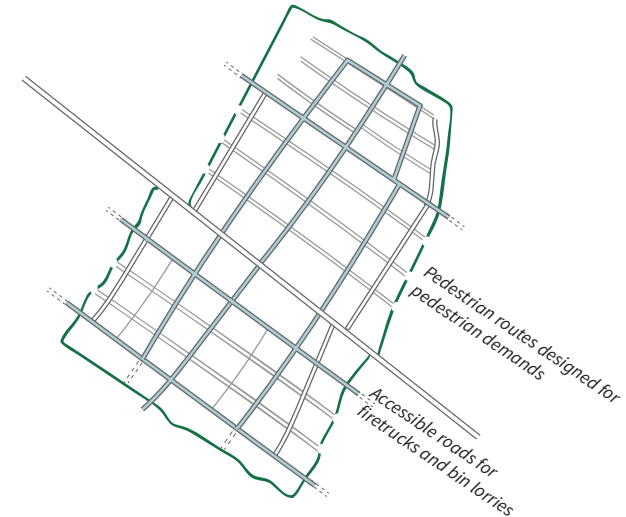 Pedestrian routes designed for
pedestrian demands
Accessible roads for
firetrucks and bin lorries